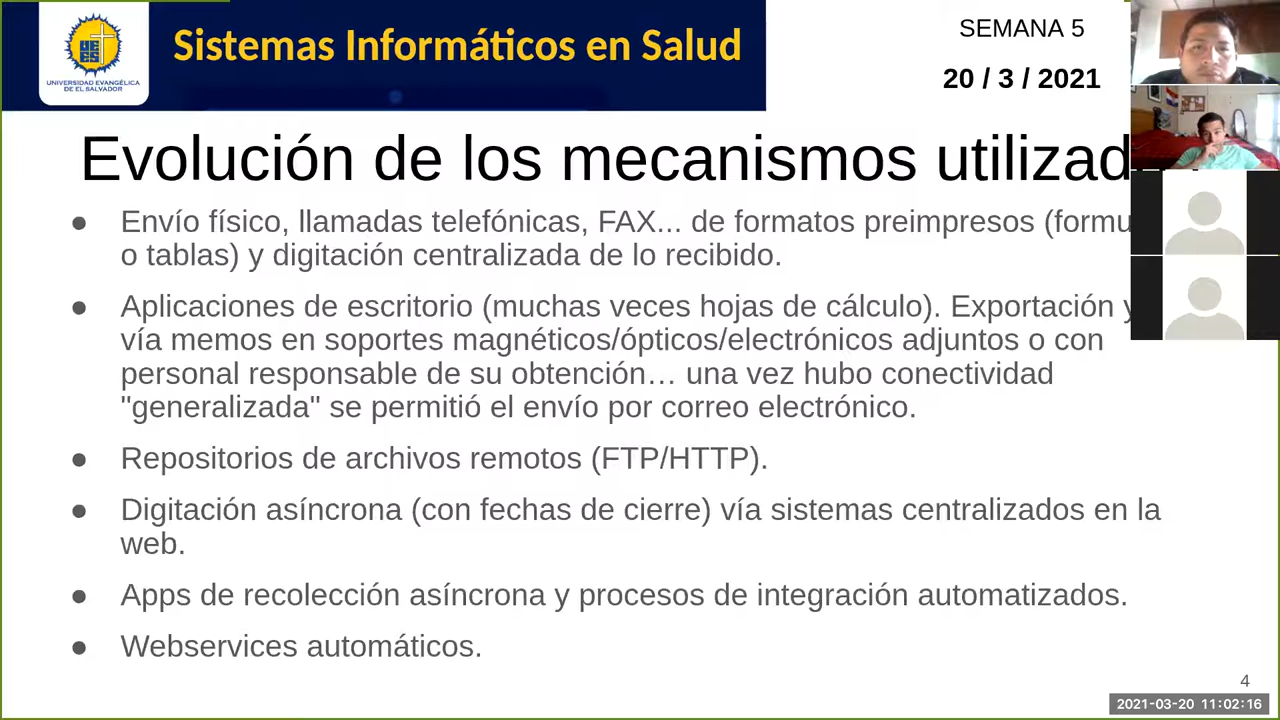 UNIVERSIDAD EVANGÉLICA
DE EL SALVADOR
Sistemas Informáticos en Salud
SEMANA 5
20 / 3 / 2021
Evolución de los mecanismos
● Envío físico, llamadas telefónicas, FAX... de formatos preimpresos
o tablas) y digitación centralizada de lo recibido.
● Aplicaciones de escritorio (muchas veces hojas de cálculo). Exportación
vía memos en soportes magnéticos/ópticos/electrónicos adjuntos o con
personal responsable de su obtención… una vez hubo conectividad
"generalizada" se permitió el envío por correo electrónico.
● Repositorios de archivos remotos (FTP/HTTP).
● Digitación asíncrona (con fechas de cierre) vía sistemas centralizados en la
web.
● Apps de recolección asíncrona y procesos de integración automatizados.
● Webservices automáticos.
4
2021-03-20 11:02:16